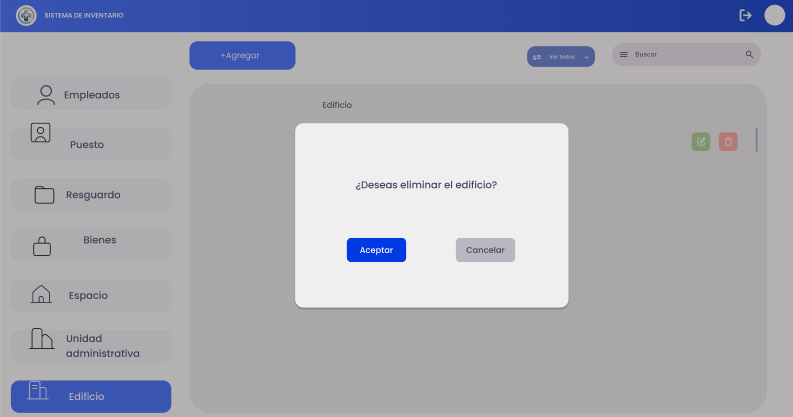 SISTEMA DE INVENTARIO
+Agregar
Ver todos
Buscar
Empleados
Edificio
Puesto
¿Deseas eliminar el edificio?
Resguardo
Bienes
Aceptar
Cancelar
Espacio
Unidad
administrativa
Edificio